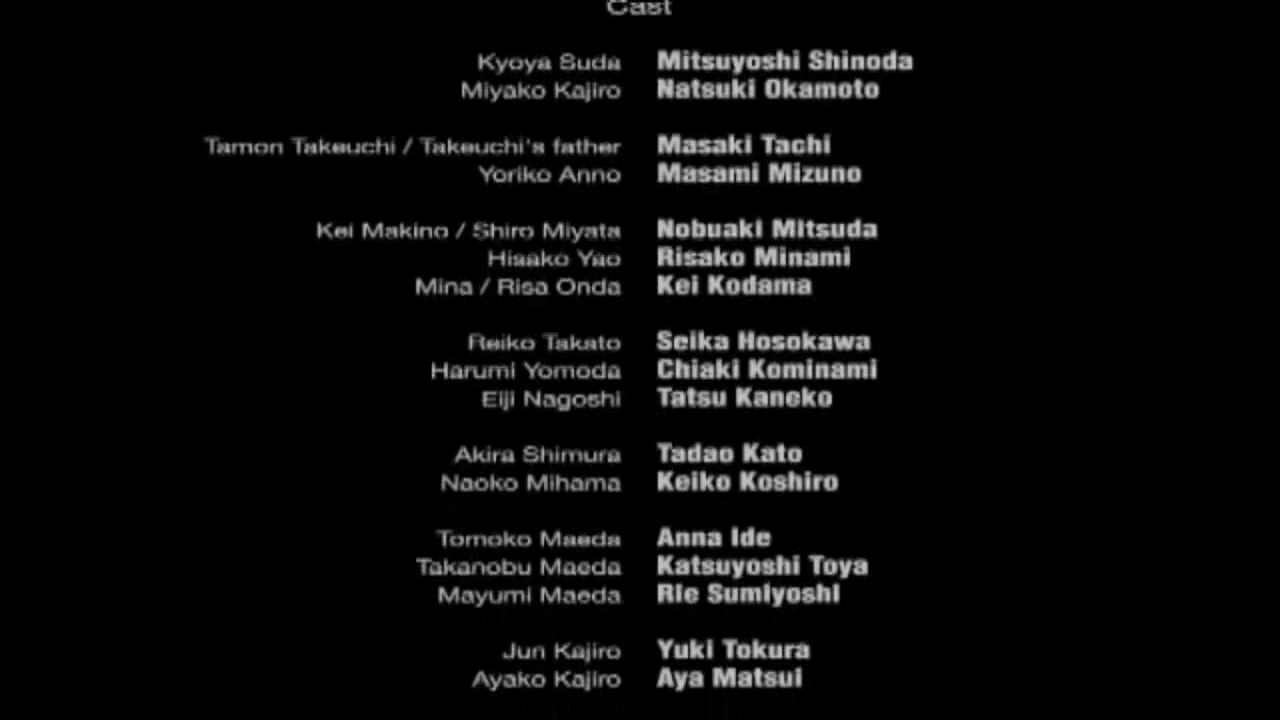 Cast
Kyoya Suda Mitsuyoshi Shinoda
Miyako Kajiro Natsuki Okamoto
Tamon Takeuchi / Takeuchi's father Masaki Tachi
Yoriko Anno Masami Mizuno
Kei Makino / Shiro Miyata Nobuaki Mitsuda
Hisako Yao Risako Minami
Mina / Risa Onda Kei Kodama
Reiko Takato Seika Hosokawa
Harumi Yomoda Chiaki Kominami
Eiji Nagoshi Tatsu Kaneko
Akira Shimura Tadao Kato
Naoko Mihama Keiko Koshiro
Tomoko Maeda Anna Ide
Takanobu Maeda Katsuyoshi Toya
Mayumi Maeda Rie Sumiyoshi
Jun Kajiro Yuki Tokura
Ayako Kajiro Aya Matsui